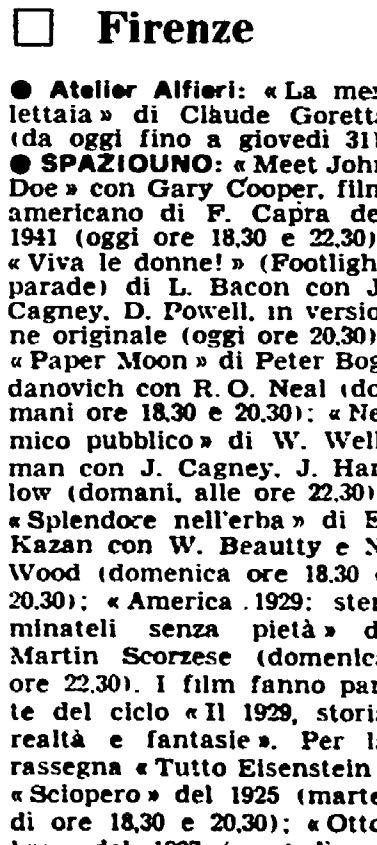 Firenze
● Atelier Alfieri: « La mer
lettaia » di Claude Goretta
(da oggi fino a giovedì 31)
● SPAZIOUNO: « Meet John
Doe » con Gary Cooper, film
americano di F. Capra de
1941 (oggi ore 18,30 e 22,30)
« Viva le donne! » (Footligh
parade) di L. Bacon con J
Cagney, D. Powell, in versio
ne originale (oggi ore 20,30)
« Paper Moon » di Peter Bog
danovich con R. O. Neal (do
mani ore 18,30 e 20,30); « Ne
mico pubblico » di W. Well
man con J. Cagney, J. Har
low (domani, alle ore 22,30)
« Splendore nell'erba » di E
Kazan con W. Beautty e N
Wood (domenica ore 18,30 e
20,30); « America 1929: ster
minateli senza pietà » d
Martin Scorzese (domenica
ore 22,30). I film fanno par
te del ciclo « Il 1929, storia
realtà e fantasie ». Per la
rassegna « Tutto Eisenstein
« Sciopero » del 1925 (marte
dì ore 18,30 e 20,30); « Otto